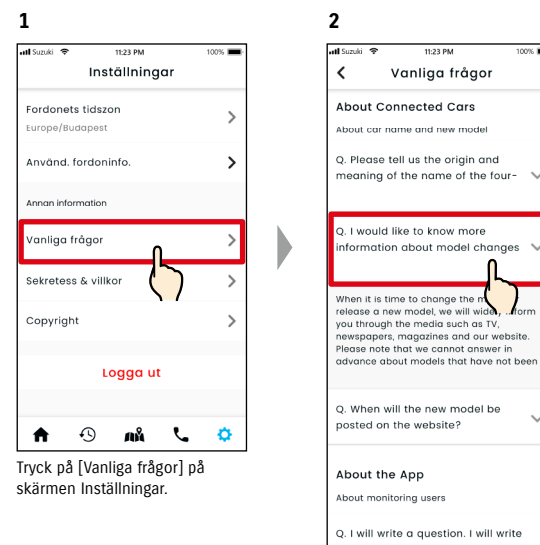 1
Suzuki 11:23 PM 100%
Inställningar
Fordonets tidszon
Europe/Budapest
Använd. fordoninfo.
Annan information
Vanliga frågor
Sekretess & villkor
Copyright
Logga ut
Tryck på [Vanliga frågor] på
skärmen Inställningar.
2
Suzuki 11:23 PM 100%
Vanliga frågor
About Connected Cars
About car name and new model
Q. Please tell us the origin and
meaning of the name of the four-
Q. I would like to know more
information about model changes
When it is time to change the
release a new model, we will
you through the media such as TV,
newspapers, magazines and our website.
Please note that we cannot answer in
advance about models that have not been
Q. When will the new model be
posted on the website?
About the App
About monitoring users
Q. I will write a question. I will write